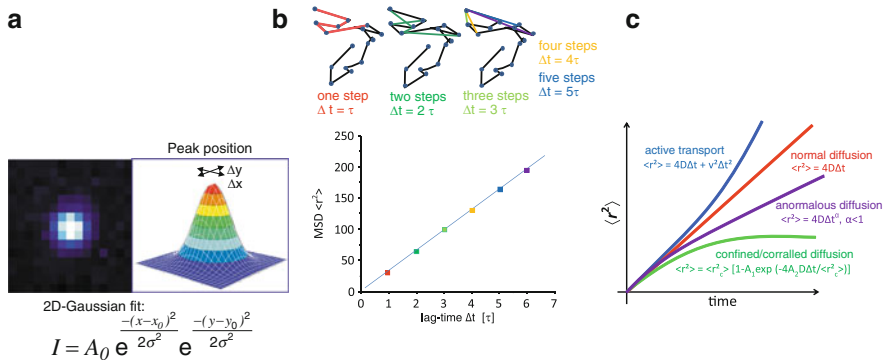 a
Peak position
Δy
Δx
2D-Gaussian fit:
I = A₀ e^(-(x-x₀)²/2σ²) e^(-(y-y₀)²/2σ²)
b
one step
Δ t = τ
two steps
Δt = 2 τ
three steps
Δt = 3 τ
four steps
Δt = 4τ
five steps
Δt = 5τ
MSD <r²>
250
200
150
100
50
0
0 1 2 3 4 5 6 7
lag-time Δt [τ]
c
⟨r²⟩
active transport
<r²> = 4DΔt + v²Δt²
normal diffusion
<r²> = 4DΔt
anormalous diffusion
<r²> = 4DΔtᵅ, α<1
confined/corralled diffusion
<r²> = <r²c> [1-A₁exp (-4A₂DΔt/<r²c>)]
time